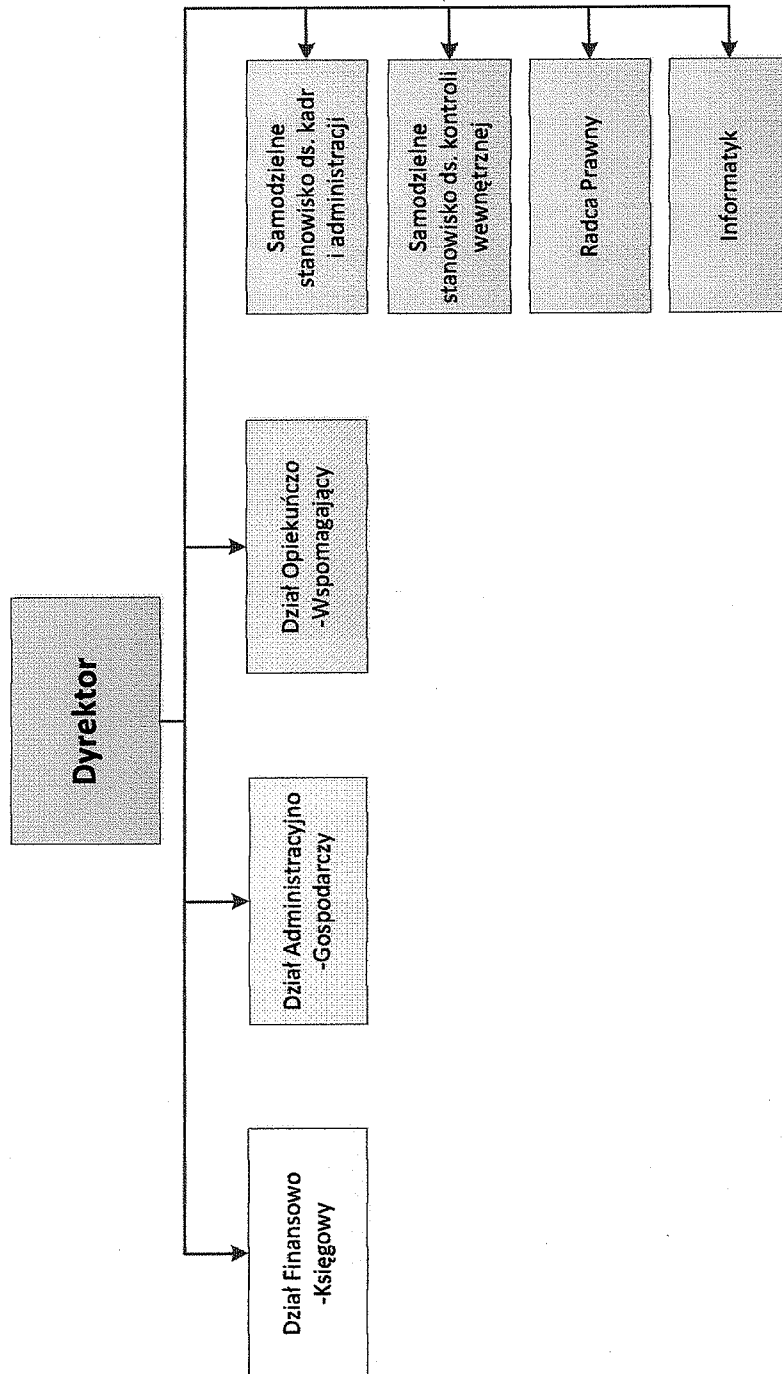 Dyrektor
Dział Finansowo
-Księgowy
Dział Administracyjno
-Gospodarczy
Dział Opiekuńczo
-Wspomagający
Samodzielne
stanowisko ds. kadr
i administracji
Samodzielne
stanowisko ds. kontroli
wewnętrznej
Radca Prawny
Informatyk